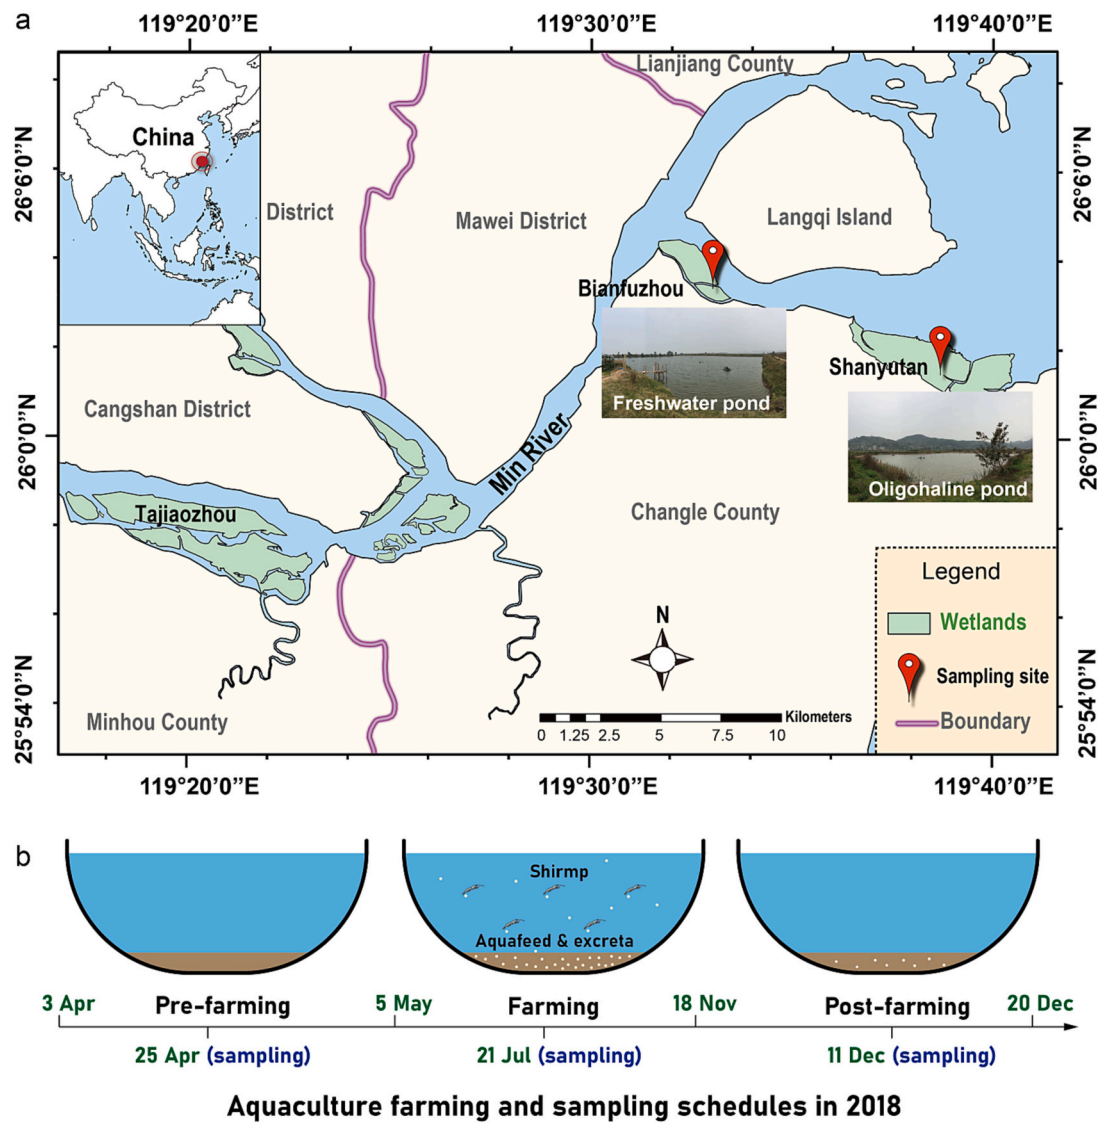 a
119°20’0’’E
119°30’0’’E
119°40’0’’E
Lianjiang County
China
26°6’0’’N
26°6’0’’N
District
Mawei District
Langqi Island
Bianfuzhou
Freshwater pond
Shanyutan
Oligohaline pond
Cangshan District
26°0’0’’N
26°0’0’’N
Min River
Tajiaozhou
Changle County
Legend
Wetlands
Sampling site
Boundary
N
Kilometers
0 1.25 2.5 5 7.5 10
25°54’0’’N
25°54’0’’N
Minhou County
119°20’0’’E
119°30’0’’E
119°40’0’’E
b
Shirmp
Aquafeed & excreta
3 Apr Pre-farming 5 May Farming 18 Nov Post-farming 20 Dec
25 Apr (sampling) 21 Jul (sampling) 11 Dec (sampling)
Aquaculture farming and sampling schedules in 2018